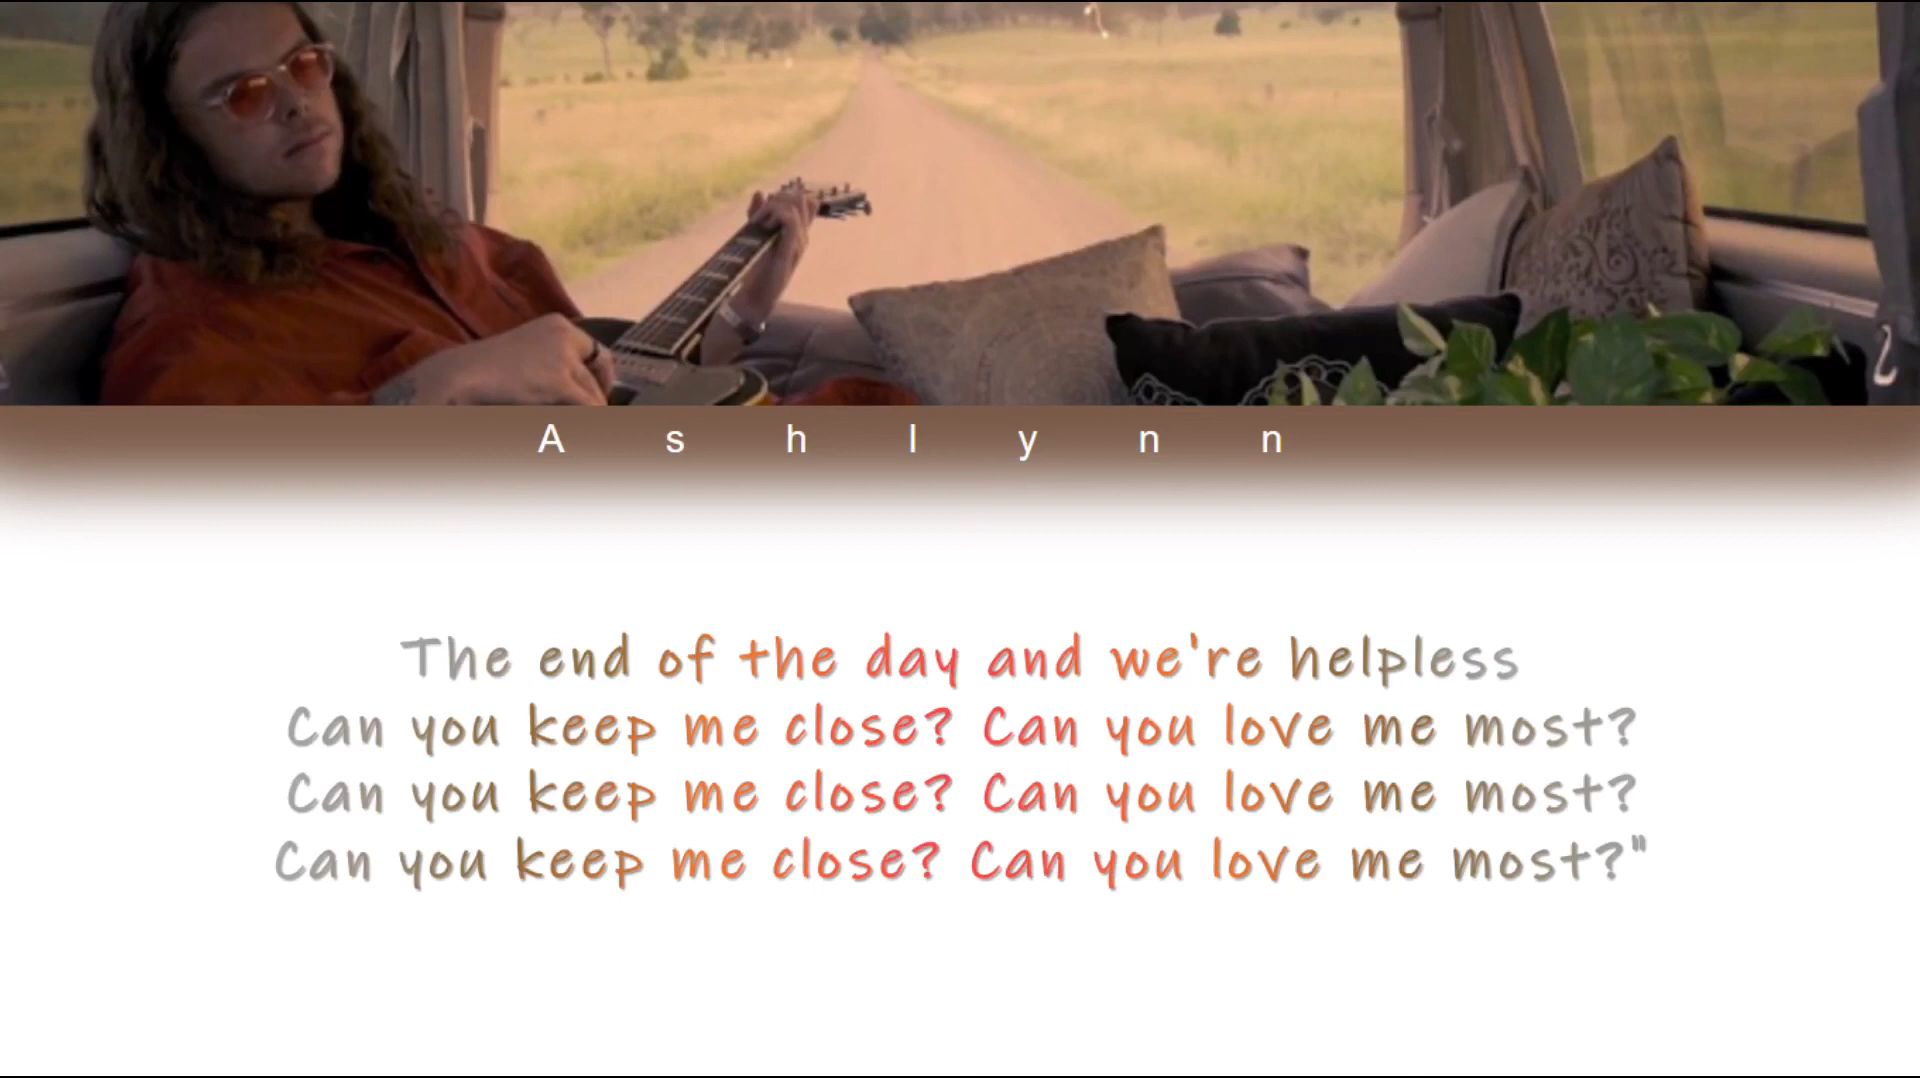 Ashlynn
The end of the day and we're helpless
Can you keep me close? Can you love me most?
Can you keep me close? Can you love me most?
Can you keep me close? Can you love me most?"